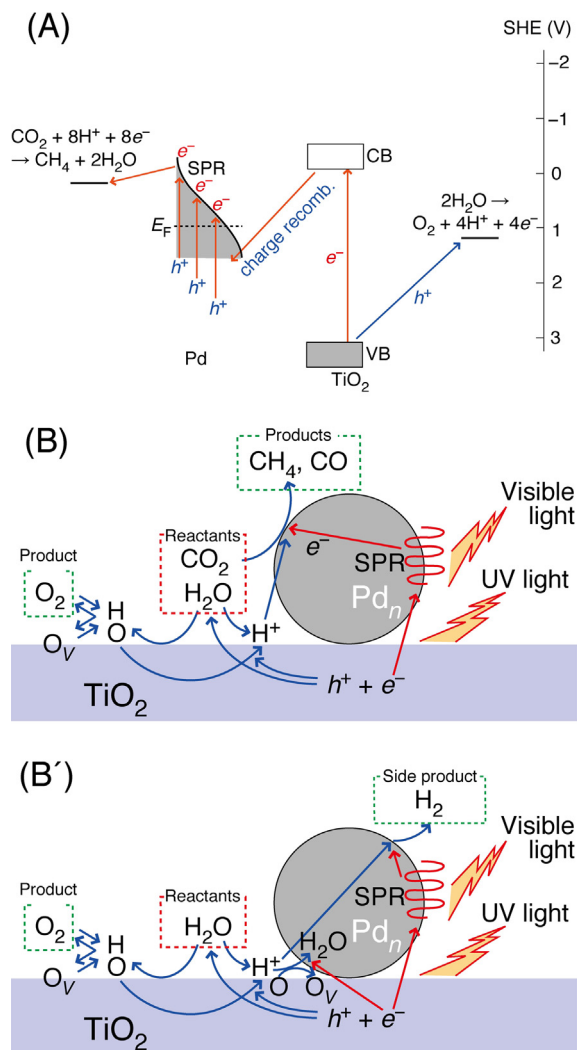 (A)
SHE (V)
−2
−1
0
1
2
3
CO2 + 8H+ + 8e−
→ CH4 + 2H2O
e−
SPR
e−
e−
EF
h+
h+
h+
Pd
charge recomb.
CB
e−
VB
TiO2
2H2O →
O2 + 4H+ + 4e−
h+
(B)
Products
CH4, CO
Visible
light
Reactants
CO2
H2O
e−
SPR
Pdn
UV light
Product
O2
H
O
OV
H+
h+ + e−
TiO2
(B´)
Side product
H2
Visible
light
Reactants
H2O
SPR
Pdn
UV light
Product
O2
H
O
OV
H+
H2O
O
OV
h+ + e−
TiO2